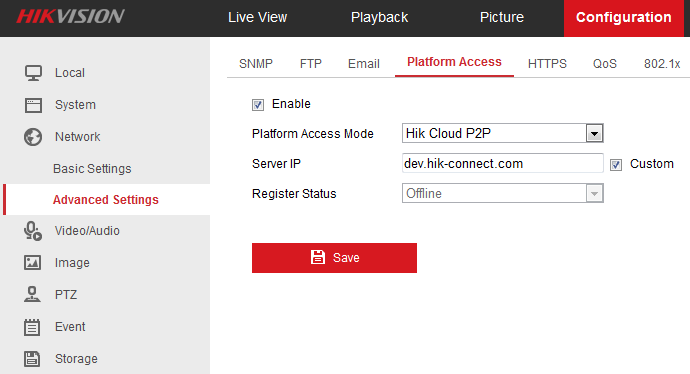 HIKVISION Live View Playback Picture Configuration
Local
System
Network
Basic Settings
Advanced Settings
Video/Audio
Image
PTZ
Event
Storage
SNMP FTP Email Platform Access HTTPS QoS 802.1x
Enable
Platform Access Mode Hik Cloud P2P
Server IP dev.hik-connect.com Custom
Register Status Offline
Save